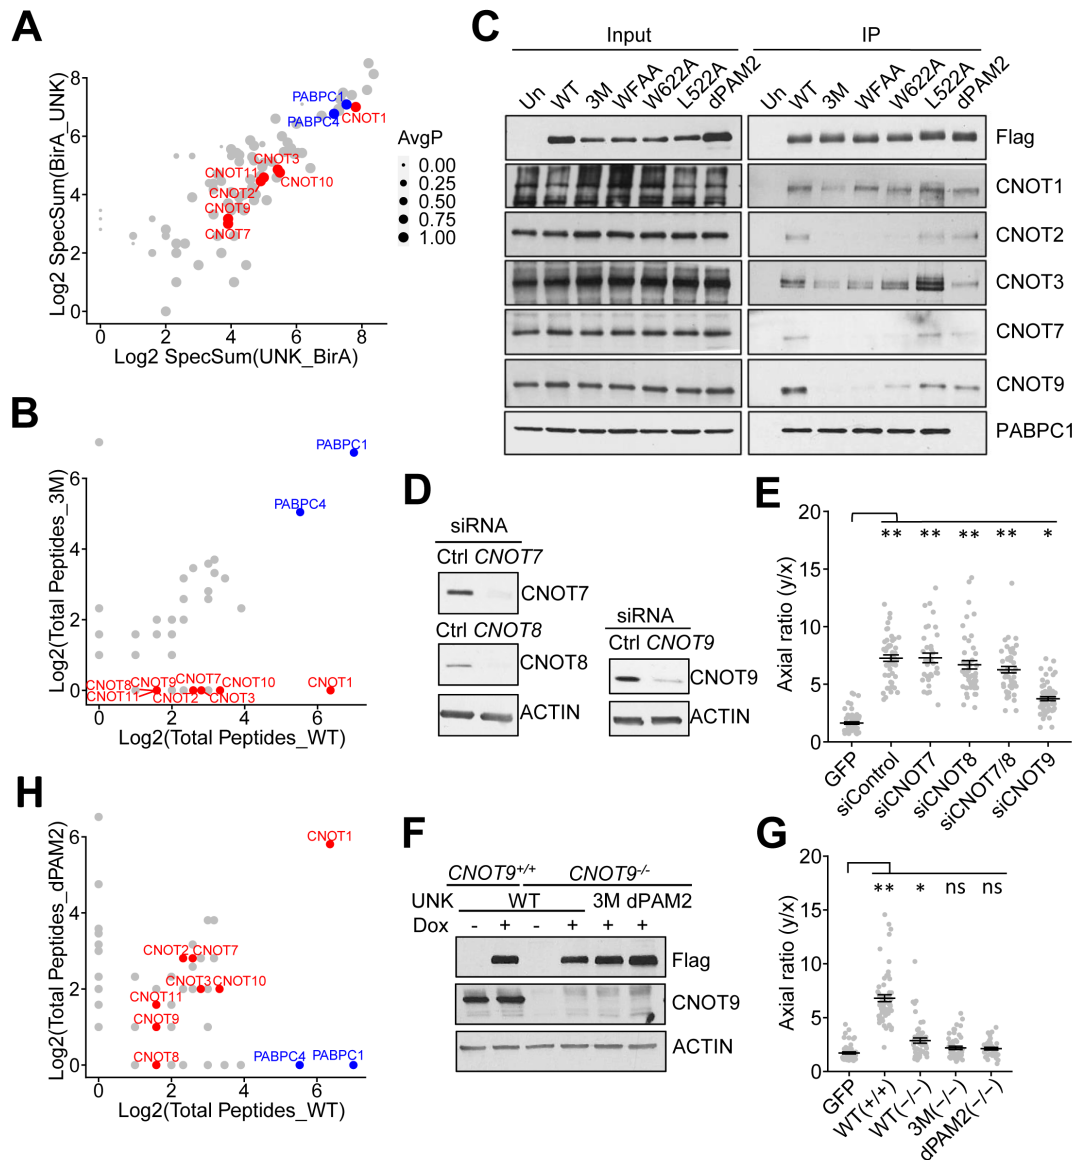 A
Log2 SpecSum(BirA_UNK)
8
6
4
2
0
0 2 4 6 8
Log2 SpecSum(UNK_BirA)
PABPC1
PABPC4
CNOT1
CNOT3
CNOT11
CNOT10
CNOT2
CNOT9
CNOT7
AvgP
0.00
0.25
0.50
0.75
1.00
C
Input IP
Un WT 3M WFAA W622A L522A dPAM2 Un WT 3M WFAA W622A L522A dPAM2
Flag
CNOT1
CNOT2
CNOT3
CNOT7
CNOT9
PABPC1
B
Log2(Total Peptides_3M)
6
4
2
0
0 2 4 6
Log2(Total Peptides_WT)
PABPC1
PABPC4
CNOT8 CNOT9 CNOT7 CNOT10 CNOT1
CNOT11 CNOT2 CNOT3
D
siRNA
Ctrl CNOT7
CNOT7
Ctrl CNOT8
CNOT8
ACTIN
siRNA
Ctrl CNOT9
CNOT9
ACTIN
E
Axial ratio (y/x)
20
15
10
5
0
** ** ** ** *
GFP siControl siCNOT7 siCNOT8 siCNOT7/8 siCNOT9
H
Log2(Total Peptides_dPAM2)
6
4
2
0
0 2 4 6
Log2(Total Peptides_WT)
CNOT1
CNOT2 CNOT7
CNOT3 CNOT10
CNOT11
CNOT9
CNOT8 PABPC4 PABPC1
F
CNOT9+/+ CNOT9-/-
UNK WT 3M dPAM2
Dox - + - + + +
Flag
CNOT9
ACTIN
G
Axial ratio (y/x)
20
15
10
5
0
** * ns ns
GFP WT(+/+) WT(−/−) 3M(−/−) dPAM2(−/−)